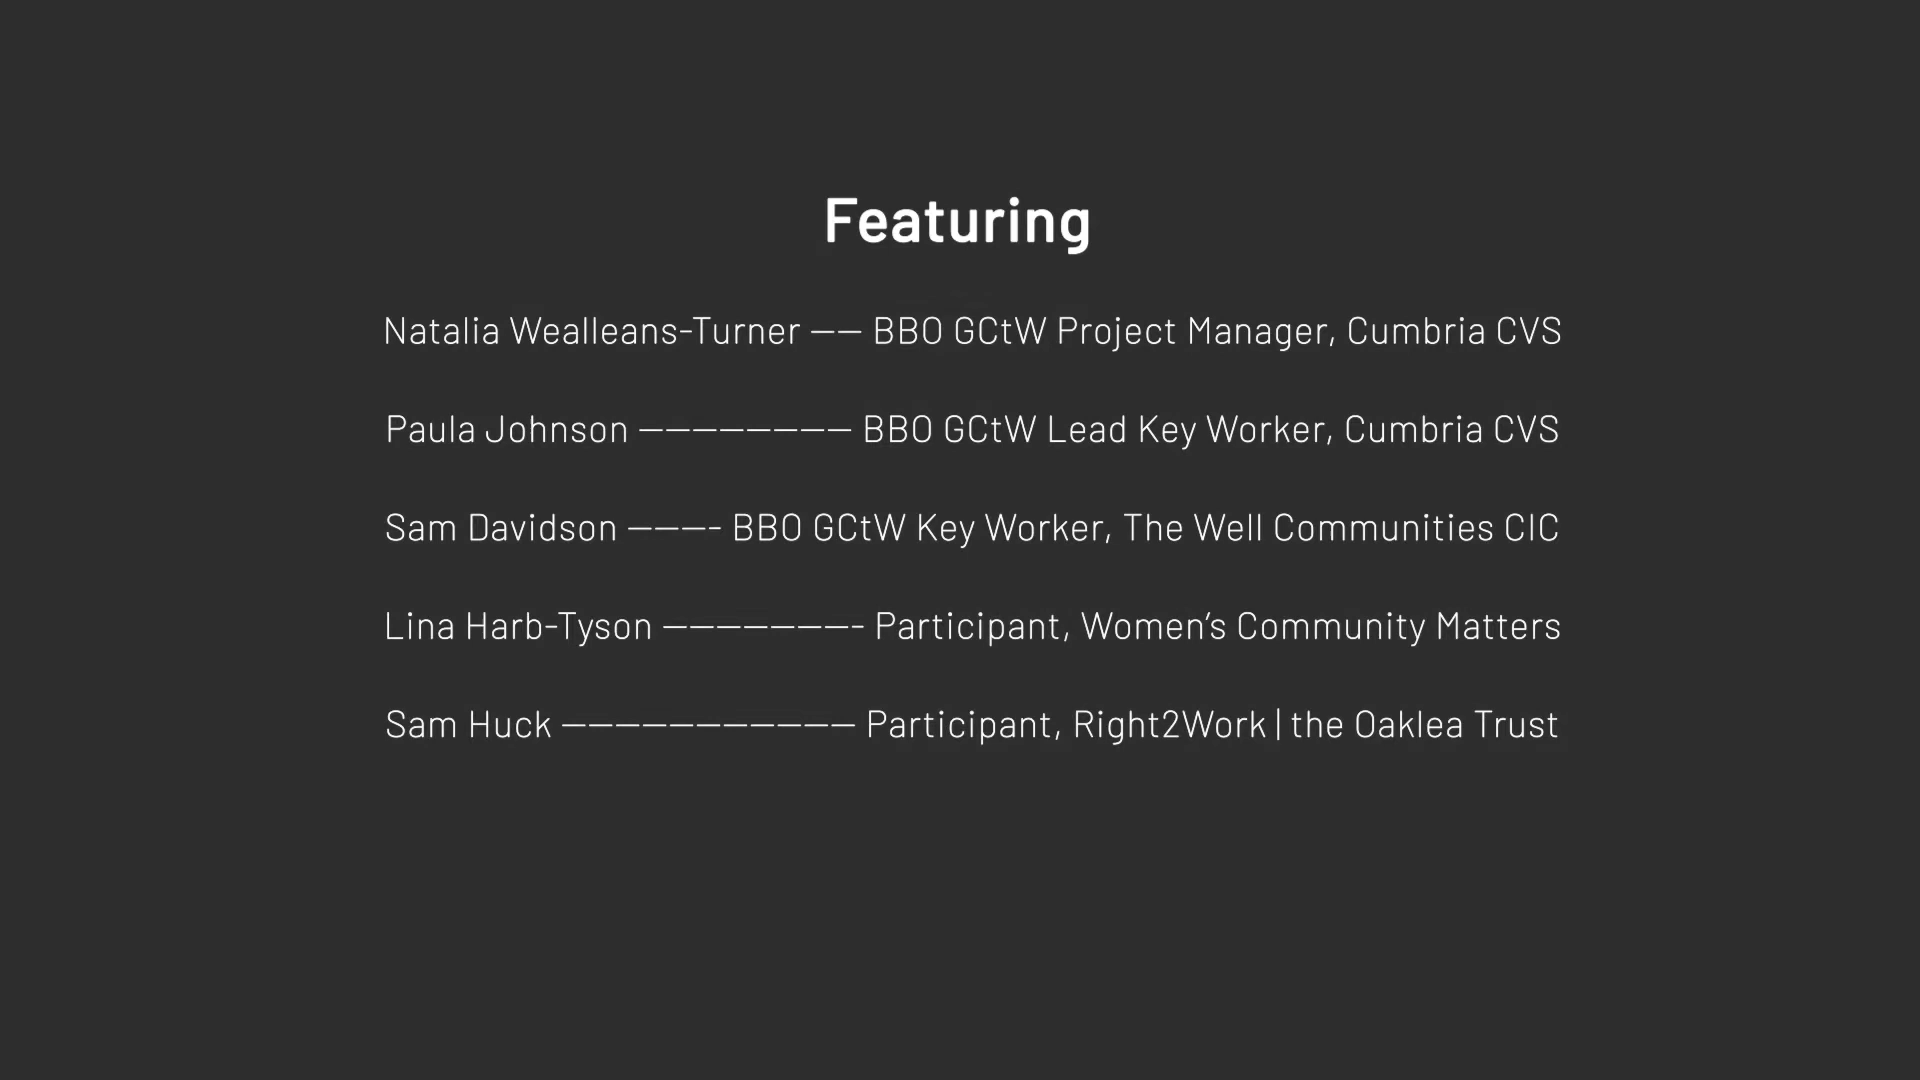 Featuring
Natalia Wealleans-Turner —— BBO GCtW Project Manager, Cumbria CVS
Paula Johnson ———————— BBO GCtW Lead Key Worker, Cumbria CVS
Sam Davidson ———- BBO GCtW Key Worker, The Well Communities CIC
Lina Harb-Tyson ———————- Participant, Women’s Community Matters
Sam Huck ——————————— Participant, Right2Work | the Oaklea Trust